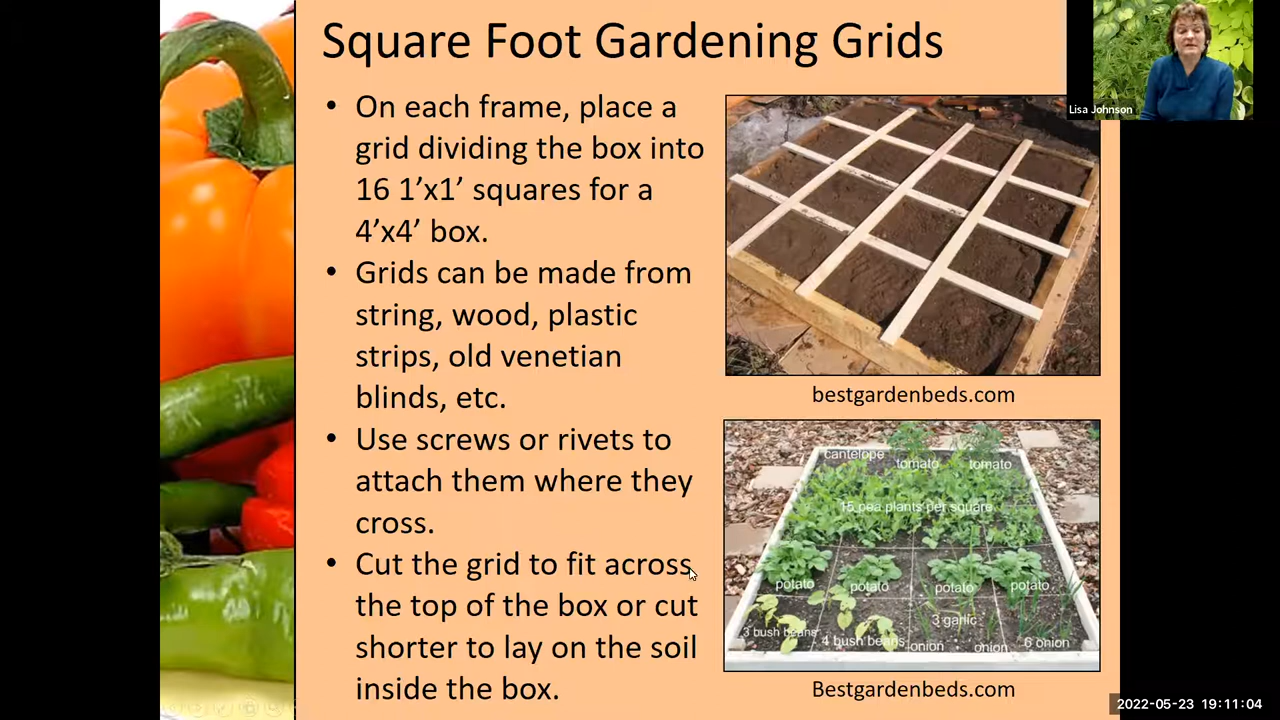 Square Foot Gardening Grids
• On each frame, place a
grid dividing the box into
16 1’x1’ squares for a
4’x4’ box.
• Grids can be made from
string, wood, plastic
strips, old venetian
blinds, etc.
• Use screws or rivets to
attach them where they
cross.
• Cut the grid to fit across
the top of the box or cut
shorter to lay on the soil
inside the box.
Lisa Johnson
bestgardenbeds.com
cantelope tomato tomato
15 pea plants per square
potato potato potato potato
3 garlic
3 bush beans 4 bush beans onion onion 6 onion
Bestgardenbeds.com
2022-05-23 19:11:04